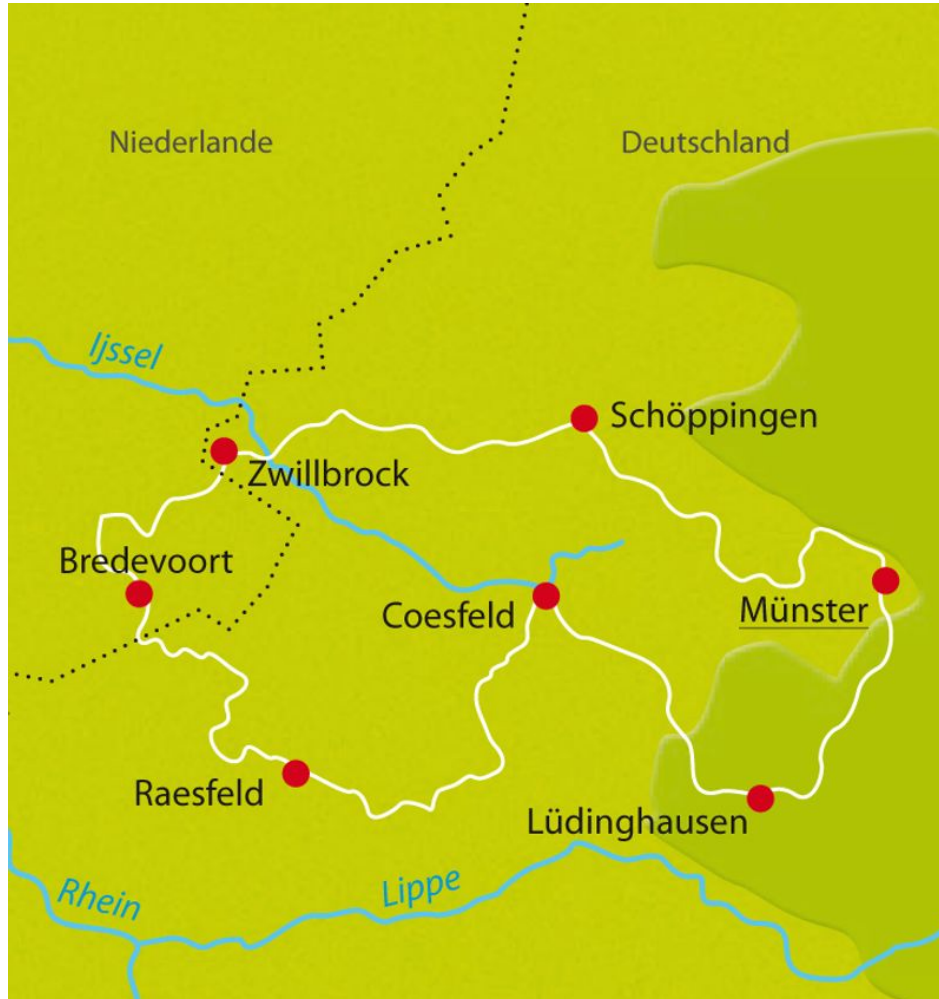 Niederlande
Deutschland
Ijssel
Schöppingen
Zwillbrock
Bredevoort
Münster
Coesfeld
Raesfeld
Lüdinghausen
Lippe
Rhein